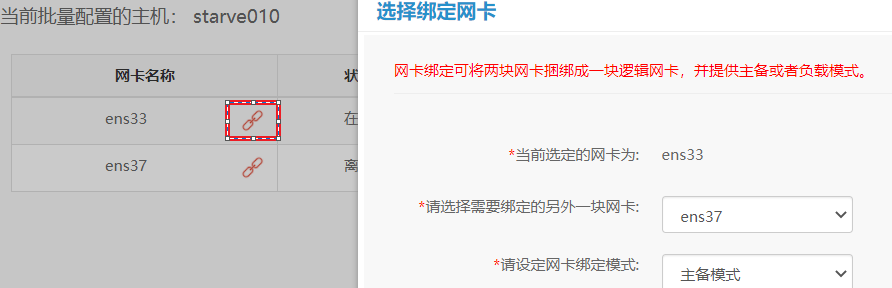 当前批量配置的主机： starve010
网卡名称
状
ens33
在
ens37
离
选择绑定网卡
网卡绑定可将两块网卡捆绑成一块逻辑网卡，并提供主备或者负载模式。
*当前选定的网卡为: ens33
*请选择需要绑定的另外一块网卡: ens37
*请设定网卡绑定模式: 主备模式